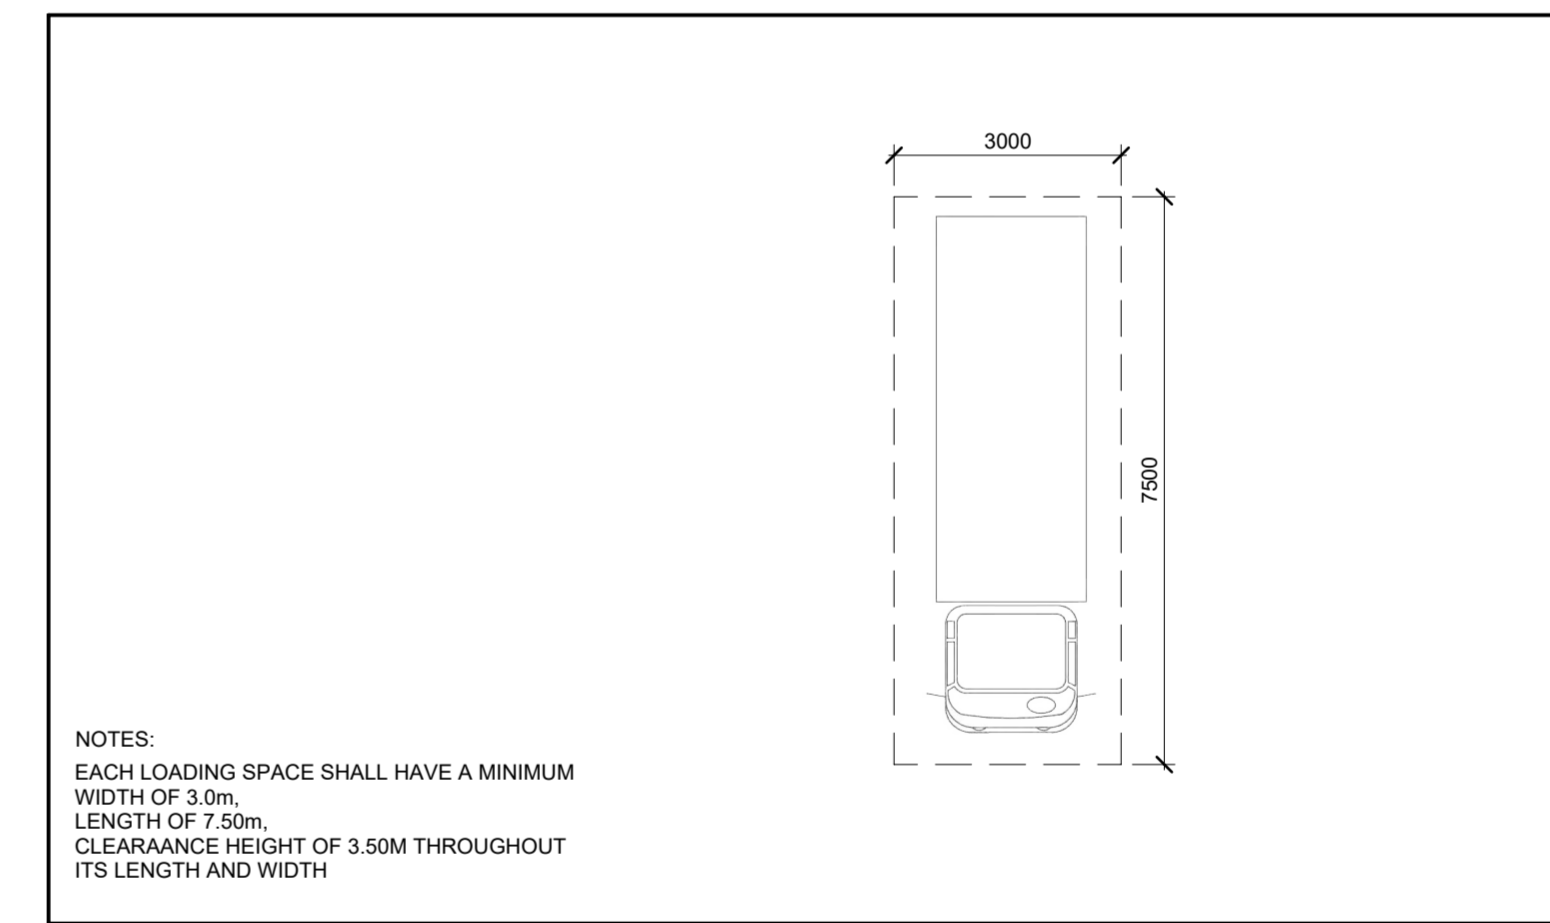 3000
7500
NOTES:
EACH LOADING SPACE SHALL HAVE A MINIMUM
WIDTH OF 3.0m,
LENGTH OF 7.50m,
CLEARAANCE HEIGHT OF 3.50M THROUGHOUT
ITS LENGTH AND WIDTH